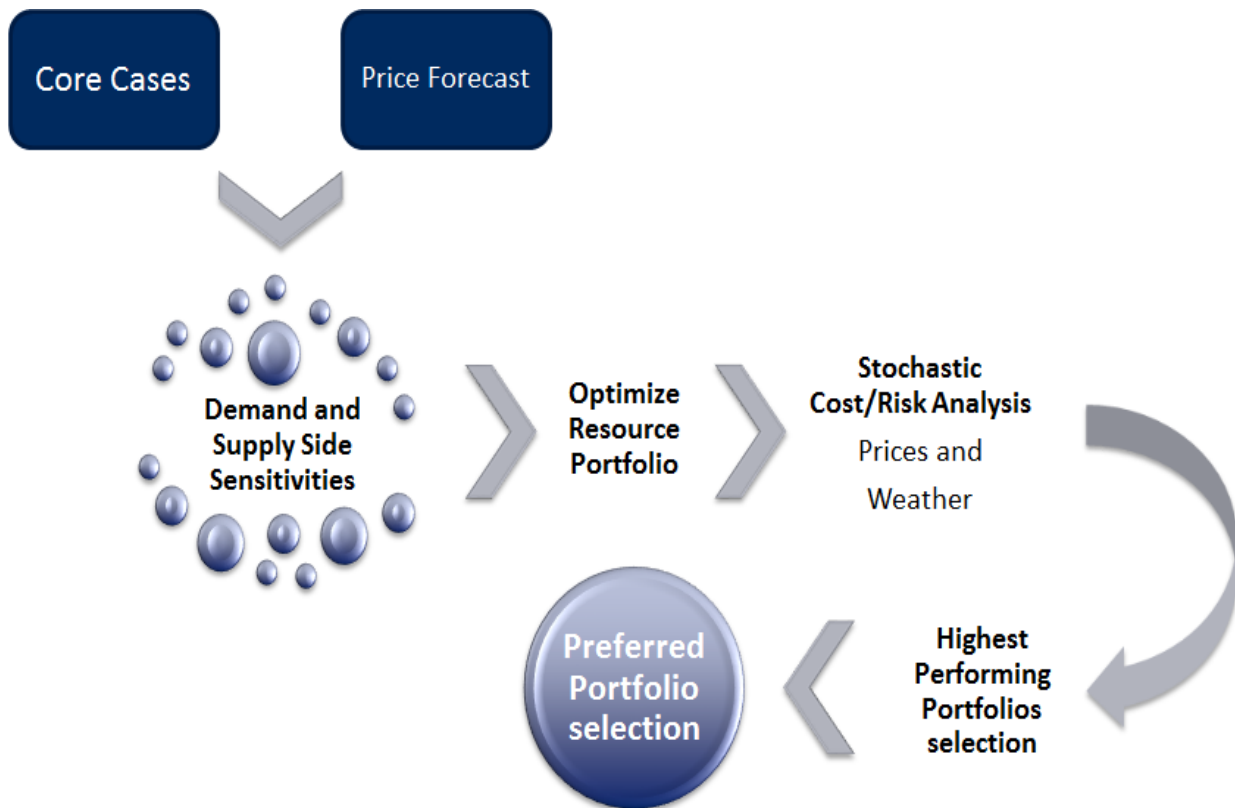 Core Cases
Price Forecast
Demand and
Supply Side
Sensitivities
Optimize
Resource
Portfolio
Stochastic
Cost/Risk Analysis
Prices and
Weather
Highest
Performing
Portfolios
selection
Preferred
Portfolio
selection